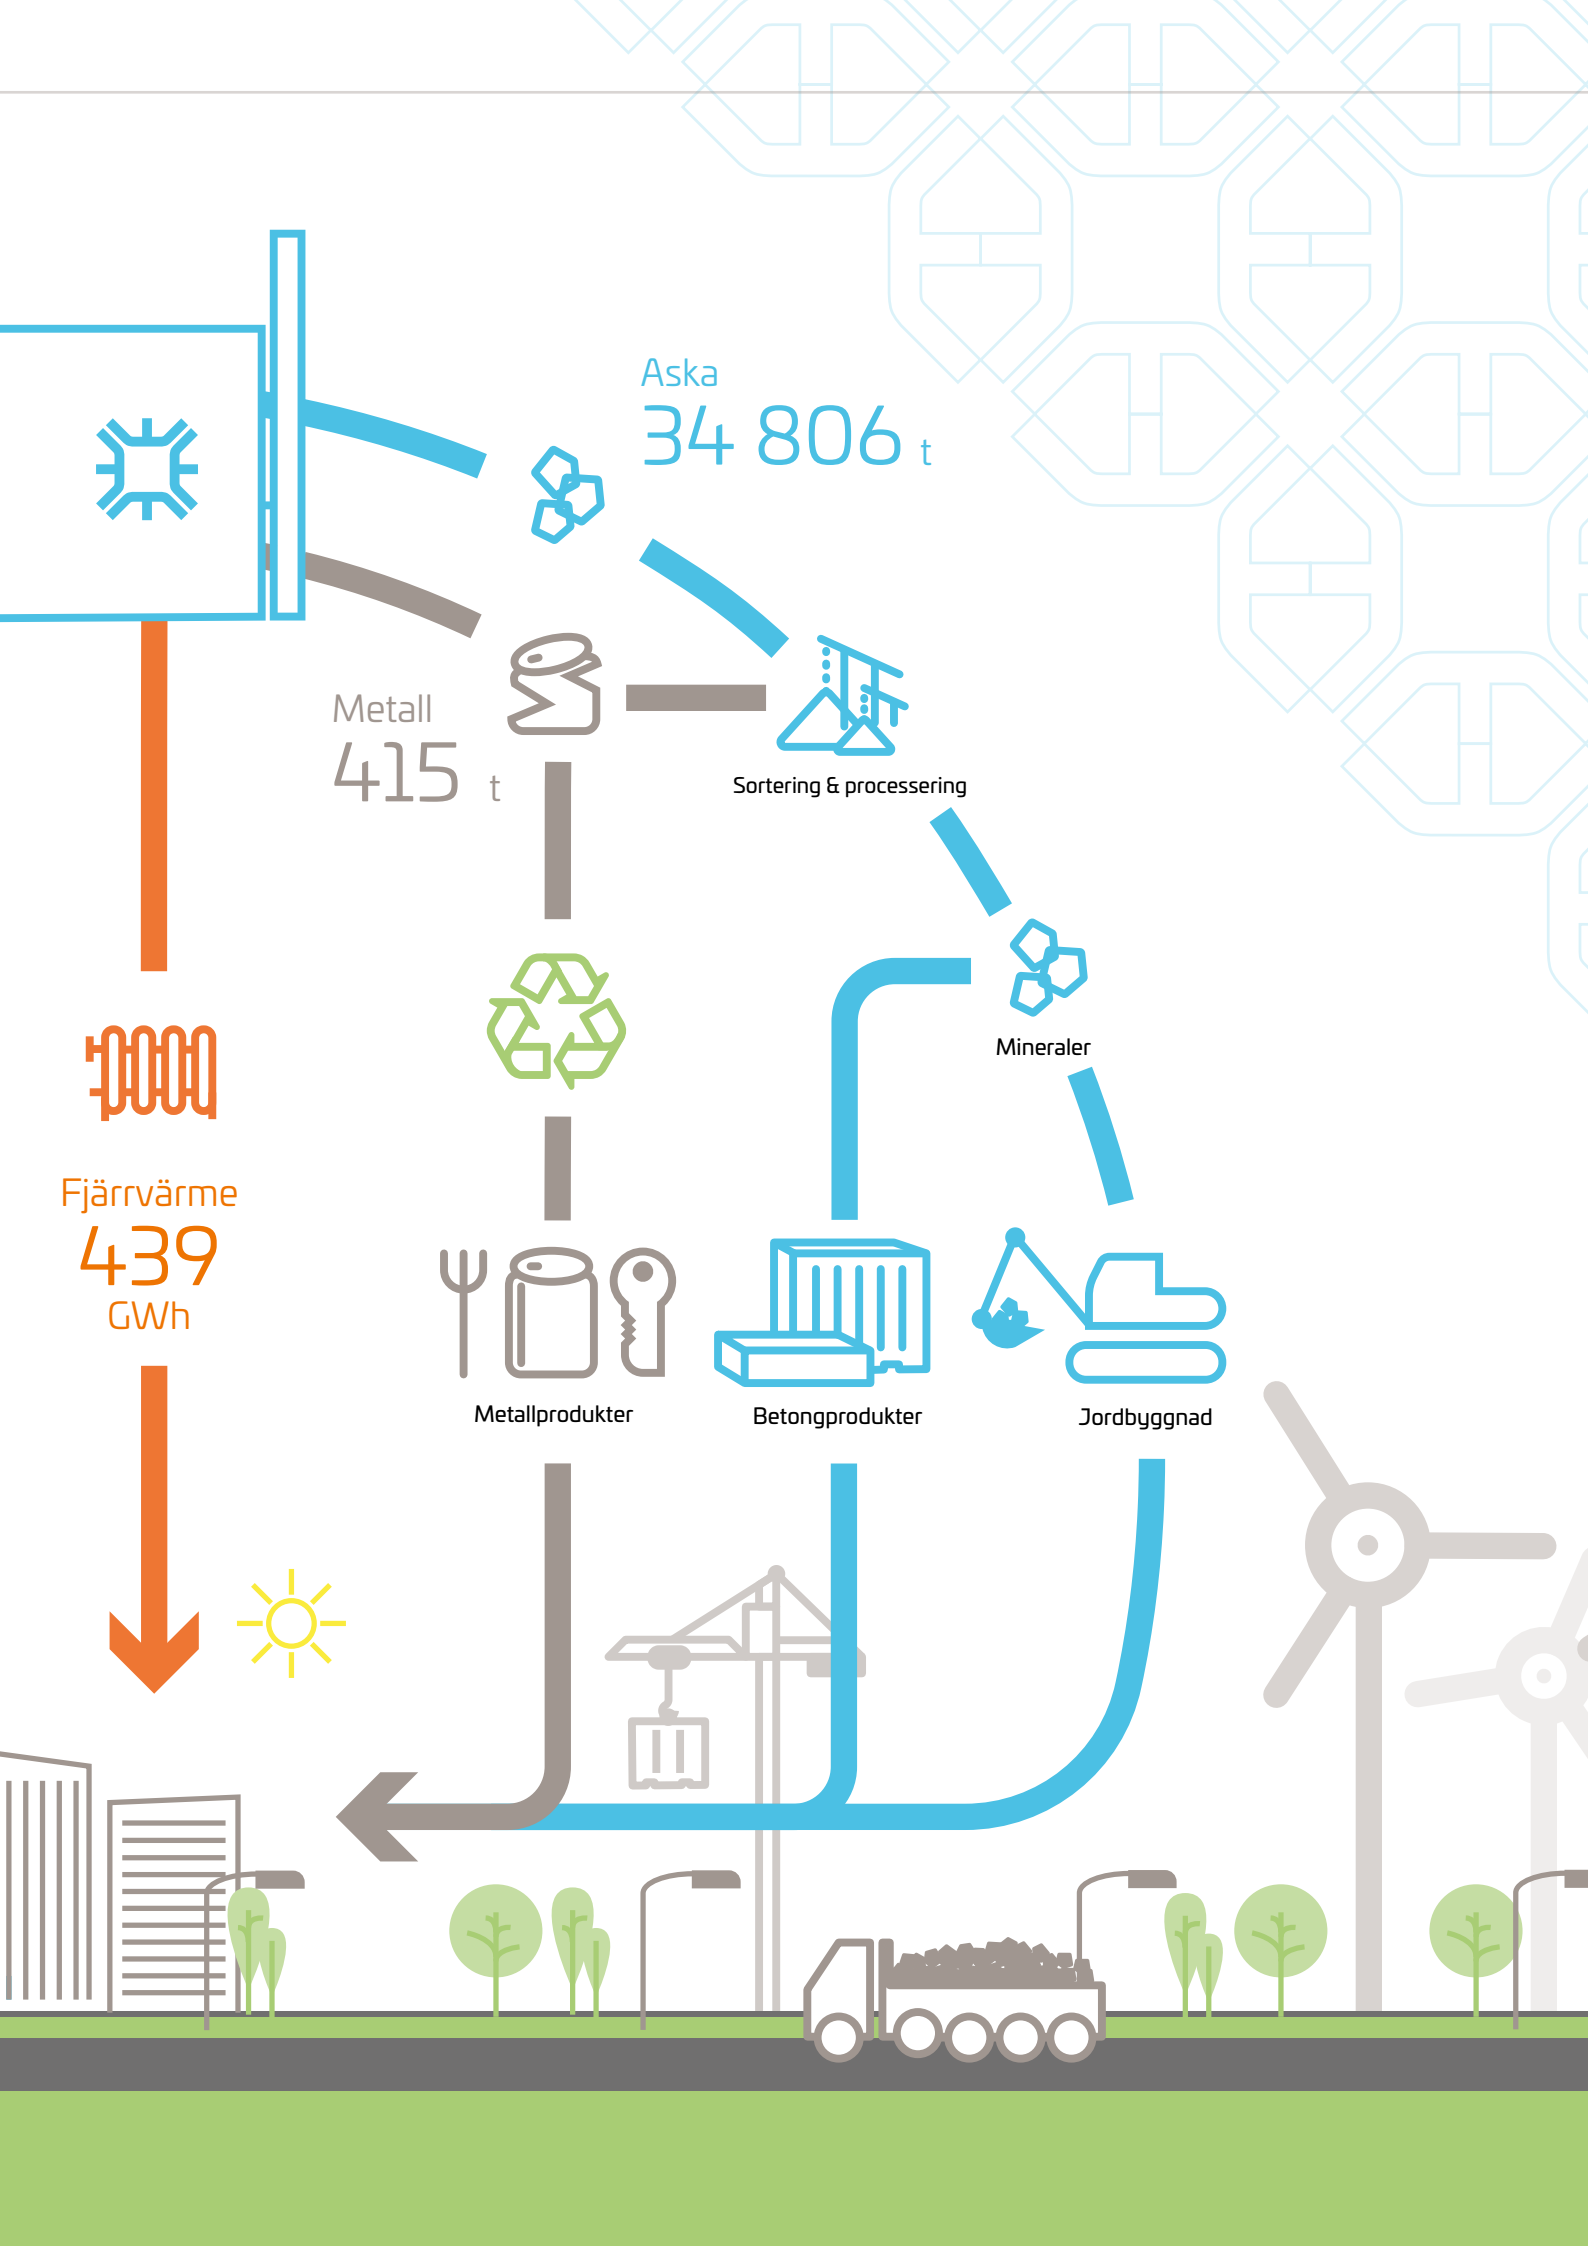 Aska
34 806 t
Metall
415 t
Sortering & processering
Mineraler
Fjärrvärme
439
GWh
Metallprodukter
Betongprodukter
Jordbyggnad